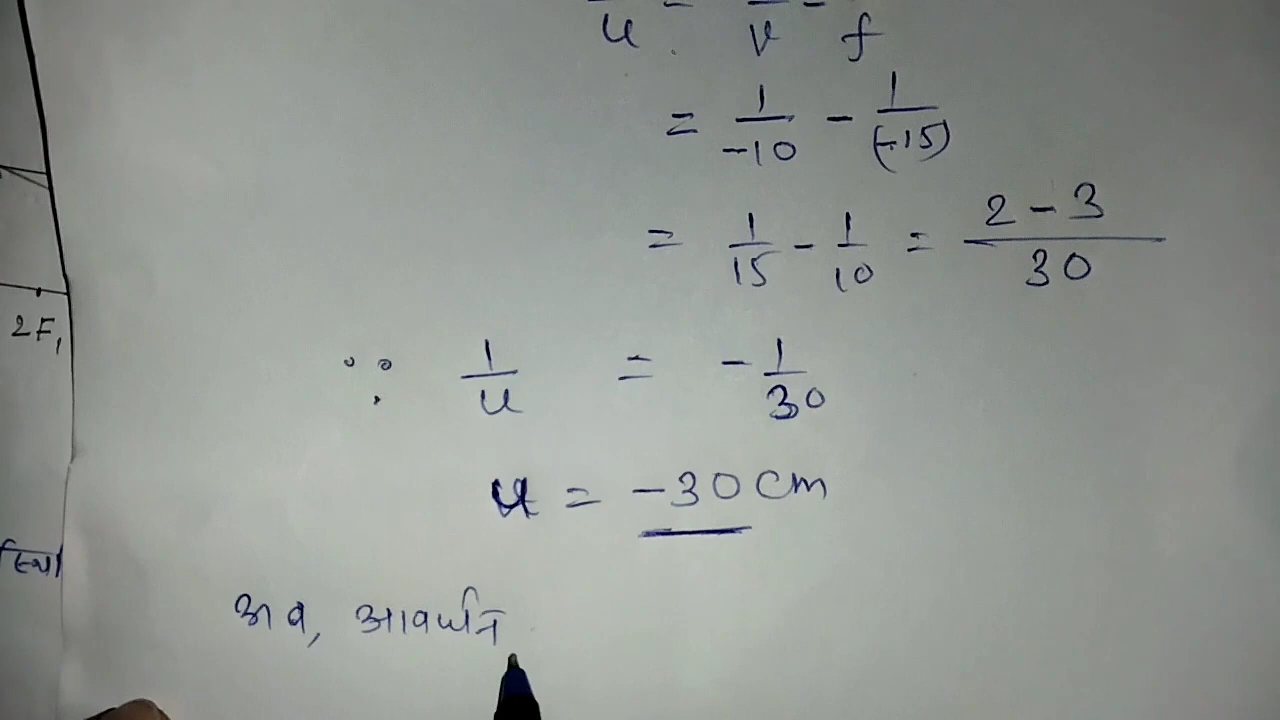 u = v - f
= 1/-10 - 1/(-15)
= 1/15 - 1/10 = 2-3/30
2F₁
∵ 1/u = -1/30
u = -30 cm
अब, आवर्धन